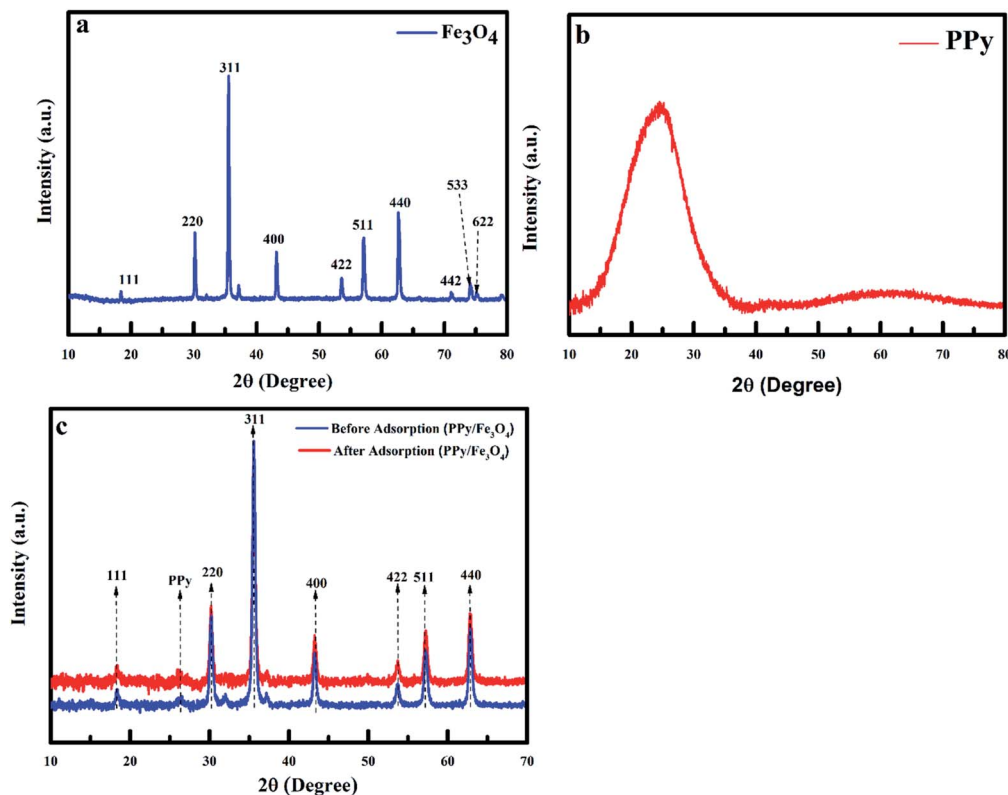 a
Fe3O4
311
220
111
400
422
511
440
442
533
622
Intensity (a.u.)
10 20 30 40 50 60 70 80
2θ (Degree)
b
PPy
Intensity (a.u.)
10 20 30 40 50 60 70 80
2θ (Degree)
c
311
Before Adsorption (PPy/Fe3O4)
After Adsorption (PPy/Fe3O4)
111
PPy
220
400
422
511
440
Intensity (a.u.)
10 20 30 40 50 60 70
2θ (Degree)